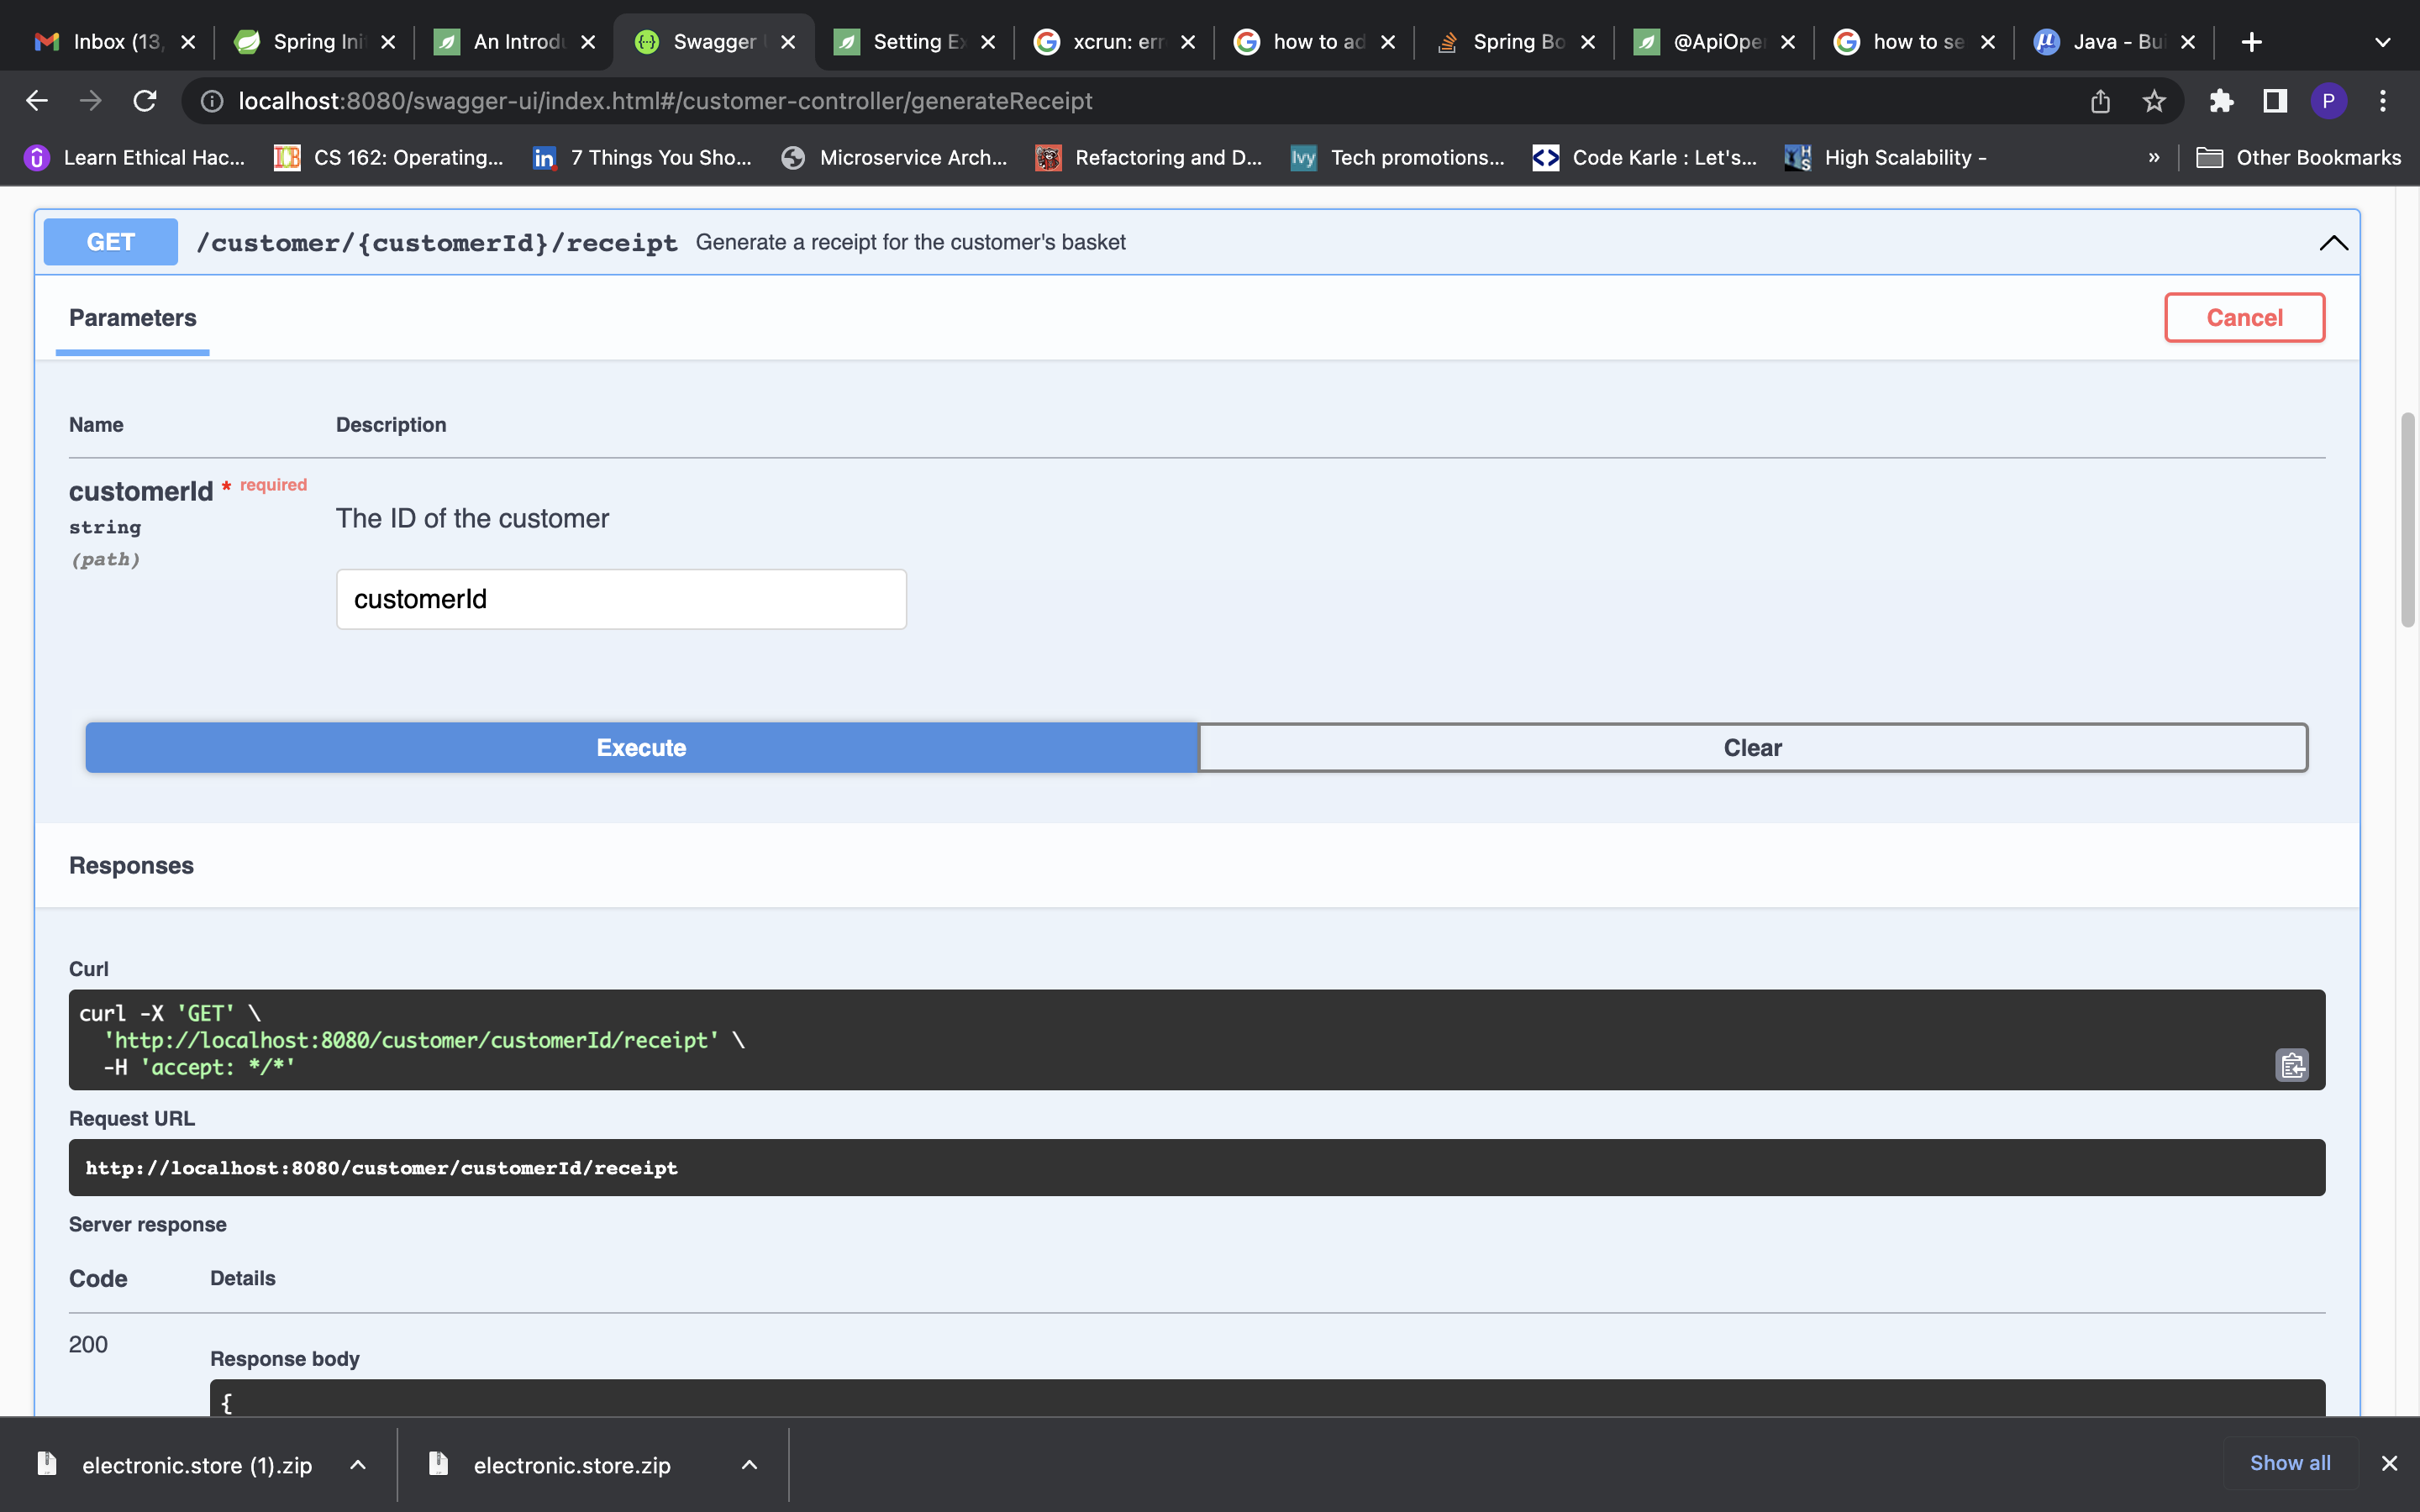 Inbox (13,
Spring Ini
An Introdu
Swagger
Setting Ex
xcrun: err
how to ad
Spring Bo
@ApiOper
how to se
Java - Bui
localhost:8080/swagger-ui/index.html#/customer-controller/generateReceipt
P
Learn Ethical Hac...
CS 162: Operating...
7 Things You Sho...
Microservice Arch...
Refactoring and D...
Ivy
Tech promotions...
Code Karle : Let's...
High Scalability -
»
Other Bookmarks
GET /customer/{customerId}/receipt Generate a receipt for the customer's basket
Parameters
Cancel
Name Description
customerId * required
string
(path)
The ID of the customer
customerId
Execute
Clear
Responses
Curl
curl -X 'GET' \
'http://localhost:8080/customer/customerId/receipt' \
-H 'accept: */*'
Request URL
http://localhost:8080/customer/customerId/receipt
Server response
Code Details
200
Response body
{
electronic.store (1).zip
electronic.store.zip
Show all